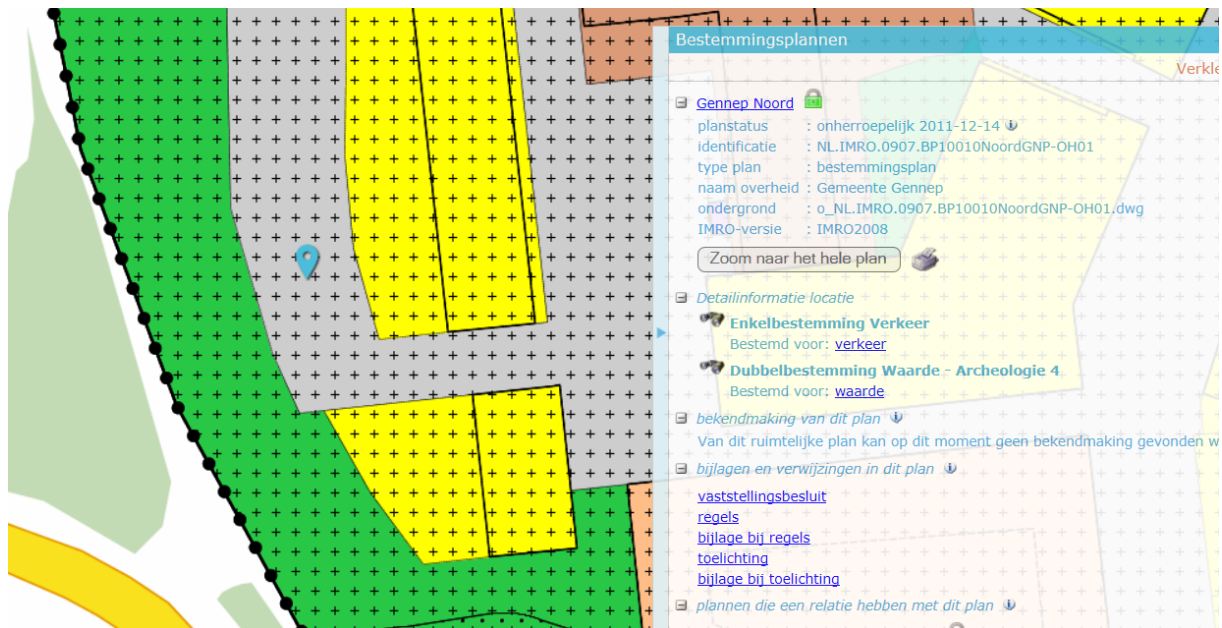 Bestemmingsplannen
Gennep Noord
planstatus : onherroepelijk 2011-12-14
identificatie : NL.IMRO.0907.BP10010NoordGNP-OH01
type plan : bestemmingsplan
naam overheid : Gemeente Gennep
ondergrond : o_NL.IMRO.0907.BP10010NoordGNP-OH01.dwg
IMRO-versie : IMRO2008
Zoom naar het hele plan
Detailinformatie locatie
Enkelbestemming Verkeer
Bestemd voor: verkeer
Dubbelbestemming Waarde - Archeologie 4
Bestemd voor: waarde
bekendmaking van dit plan
Van dit ruimtelijke plan kan op dit moment geen bekendmaking gevonden
bijlagen en verwijzingen in dit plan
vaststellingsbesluit
regels
bijlage bij regels
toelichting
bijlage bij toelichting
plannen die een relatie hebben met dit plan